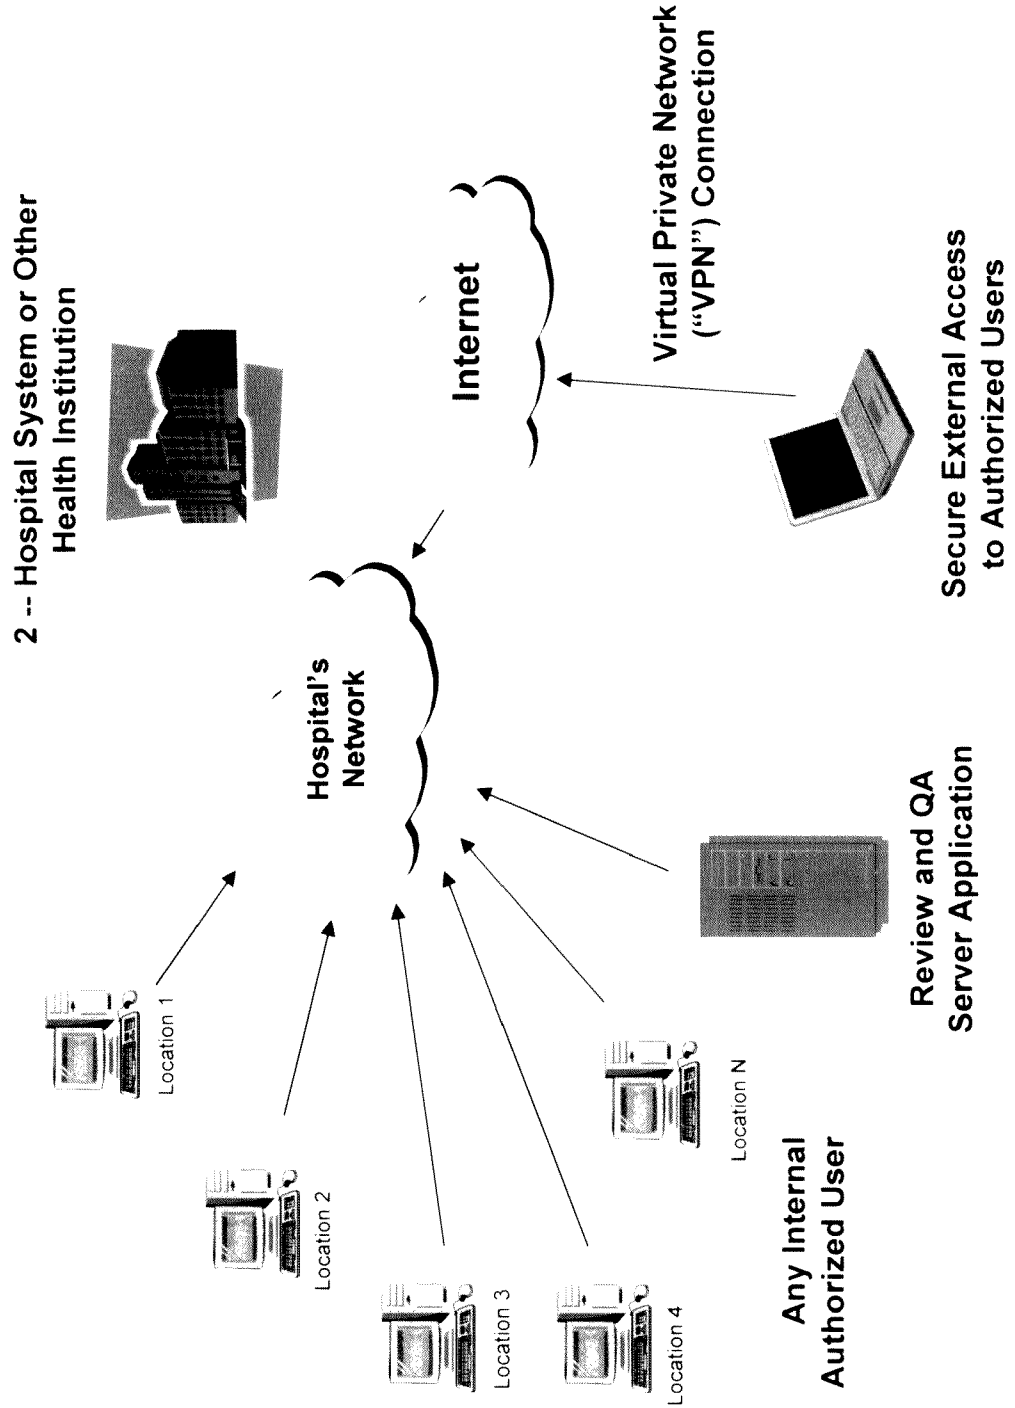 2 -- Hospital System or Other
Health Institution
Location 1
Location 2
Location 3
Location 4
Location N
Any Internal
Authorized User
Hospital's
Network
Review and QA
Server Application
Internet
Virtual Private Network
("VPN") Connection
Secure External Access
to Authorized Users